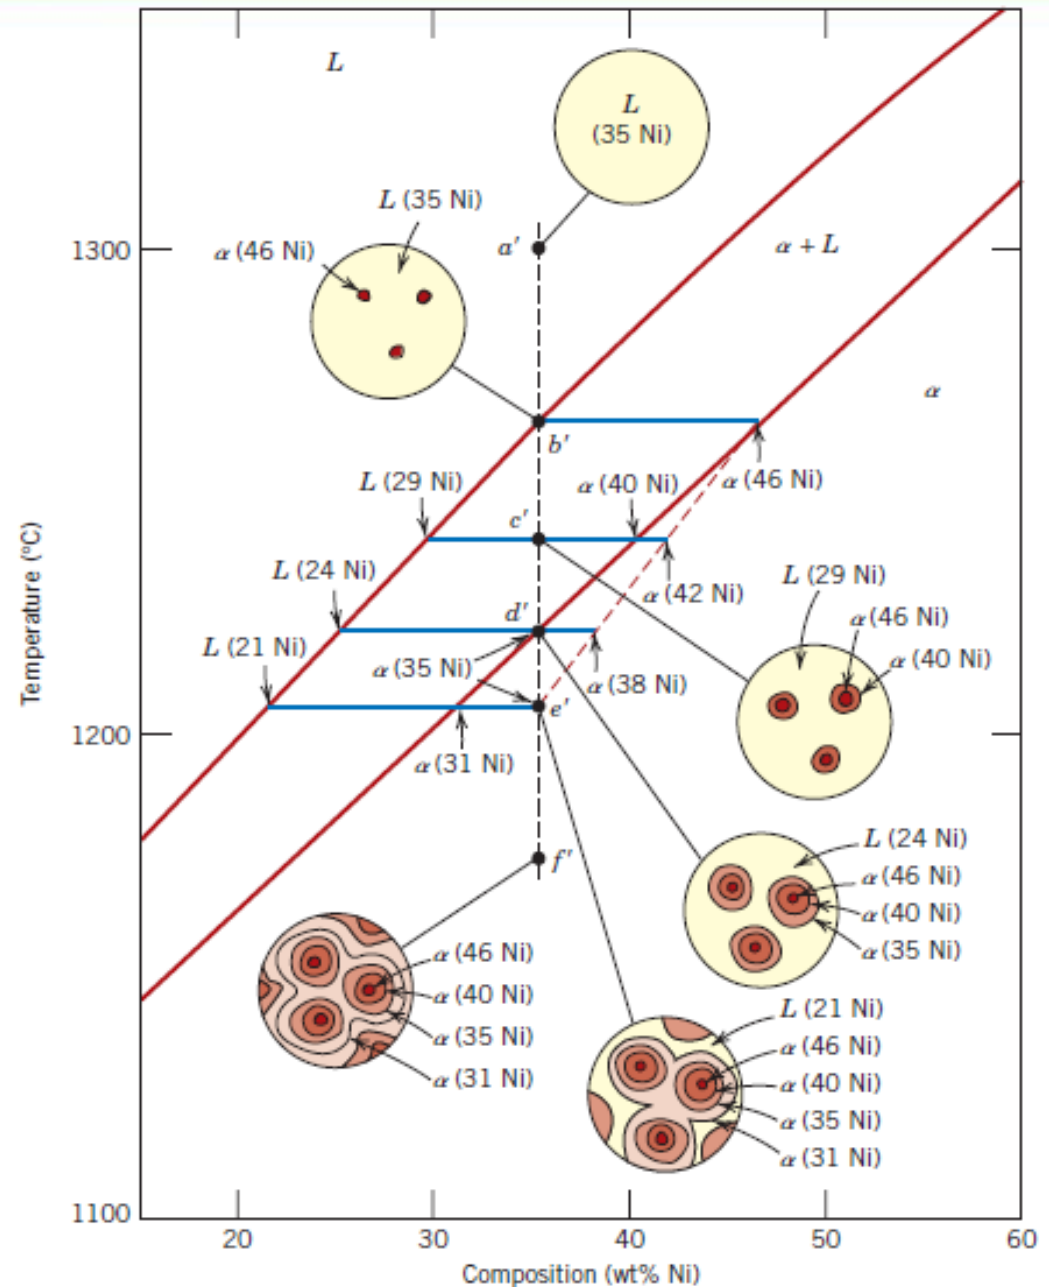 L
L
(35 Ni)
L (35 Ni)
α (46 Ni)
a′
1300
α + L
α
b′
L (29 Ni)
α (40 Ni)
α (46 Ni)
c′
L (24 Ni)
α (42 Ni)
L (29 Ni)
d′
α (46 Ni)
L (21 Ni)
α (35 Ni)
α (38 Ni)
α (40 Ni)
e′
1200
α (31 Ni)
Temperature (°C)
f′
L (24 Ni)
α (46 Ni)
α (40 Ni)
α (35 Ni)
α (46 Ni)
α (40 Ni)
α (35 Ni)
α (31 Ni)
L (21 Ni)
α (46 Ni)
α (40 Ni)
α (35 Ni)
α (31 Ni)
1100
20
30
40
50
60
Composition (wt% Ni)